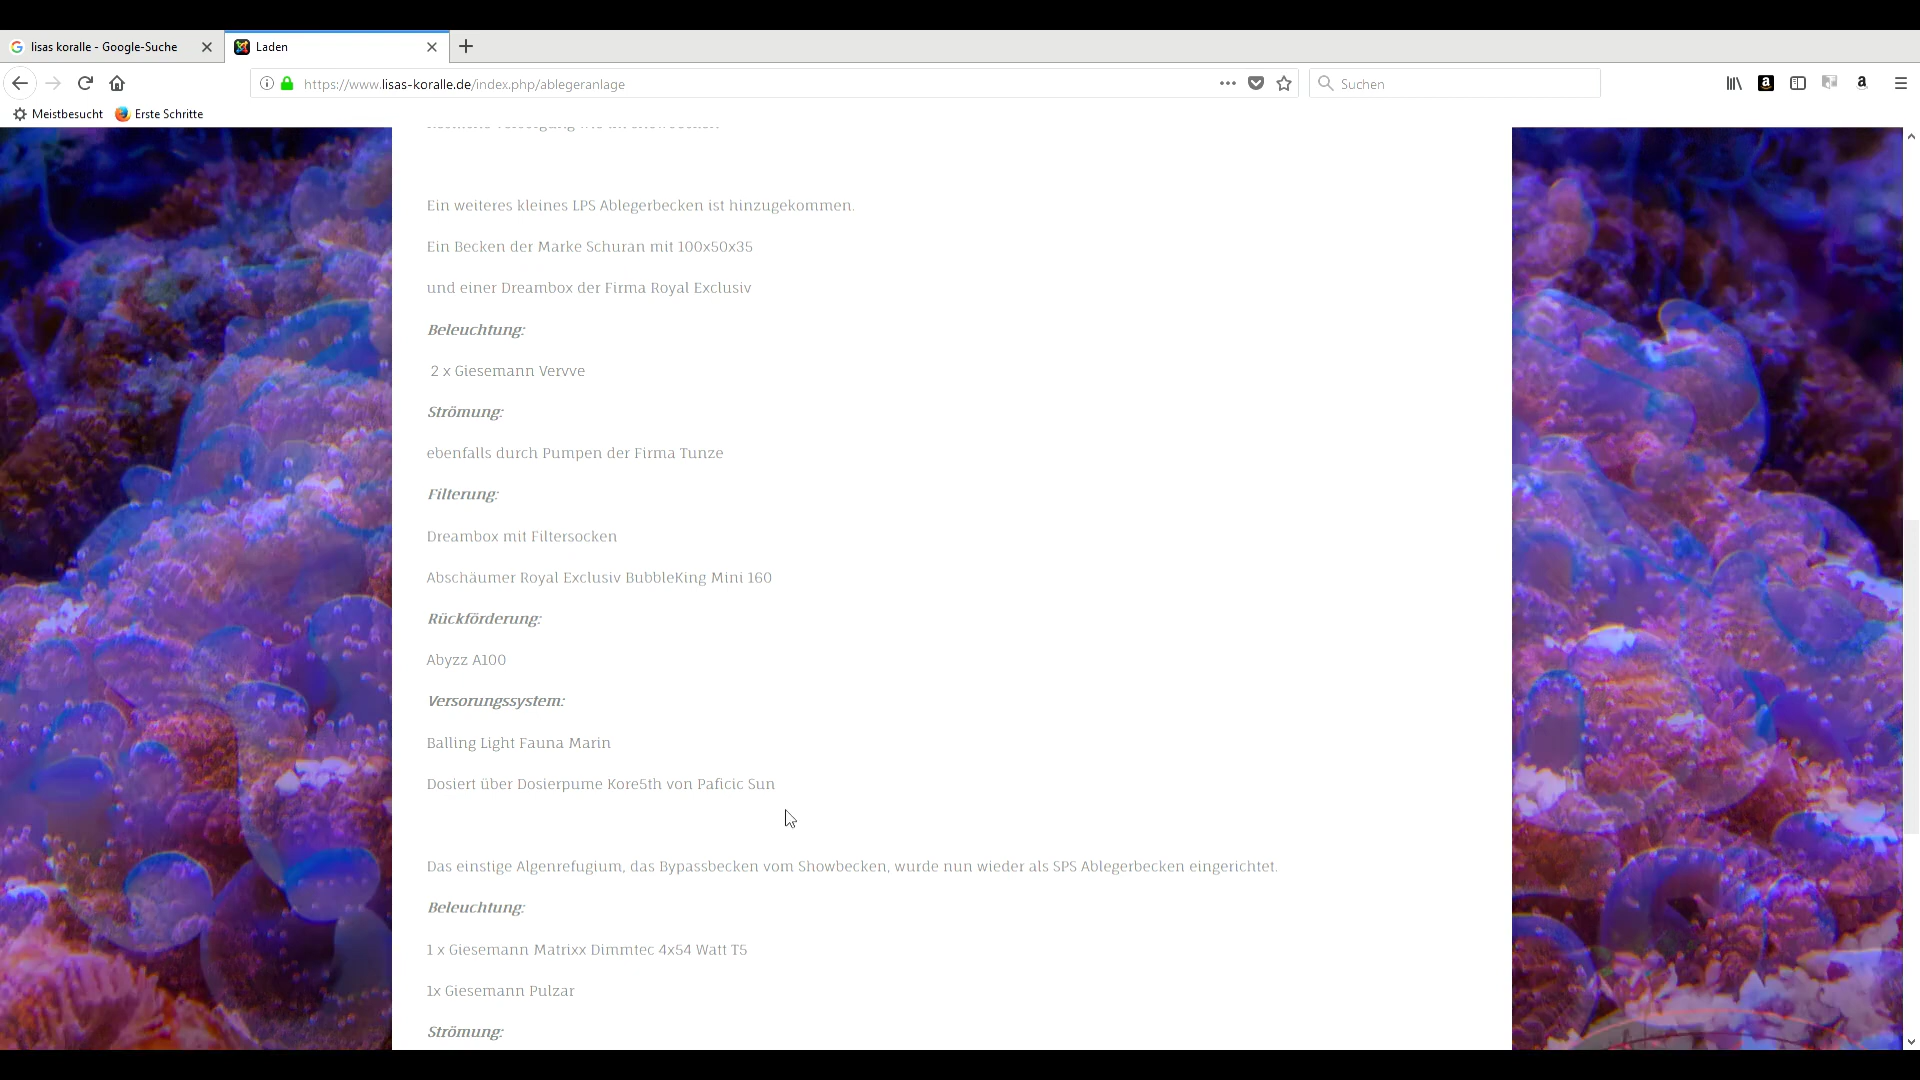 lisas koralle - Google-Suche
Laden
https://www.lisas-koralle.de/index.php/ablegeranlage
Suchen
Meistbesucht
Erste Schritte
Ein weiteres kleines LPS Ablegerbecken ist hinzugekommen.
Ein Becken der Marke Schuran mit 100x50x35
und einer Dreambox der Firma Royal Exclusiv
Beleuchtung:
2 x Giesemann Vervve
Strömung:
ebenfalls durch Pumpen der Firma Tunze
Filterung:
Dreambox mit Filtersocken
Abschäumer Royal Exclusiv BubbleKing Mini 160
Rückförderung:
Abyzz A100
Versorungssystem:
Balling Light Fauna Marin
Dosiert über Dosierpume Kore5th von Paficic Sun
Das einstige Algenrefugium, das Bypassbecken vom Showbecken, wurde nun wieder als SPS Ablegerbecken eingerichtet.
Beleuchtung:
1 x Giesemann Matrixx Dimmtec 4x54 Watt T5
1x Giesemann Pulzar
Strömung: